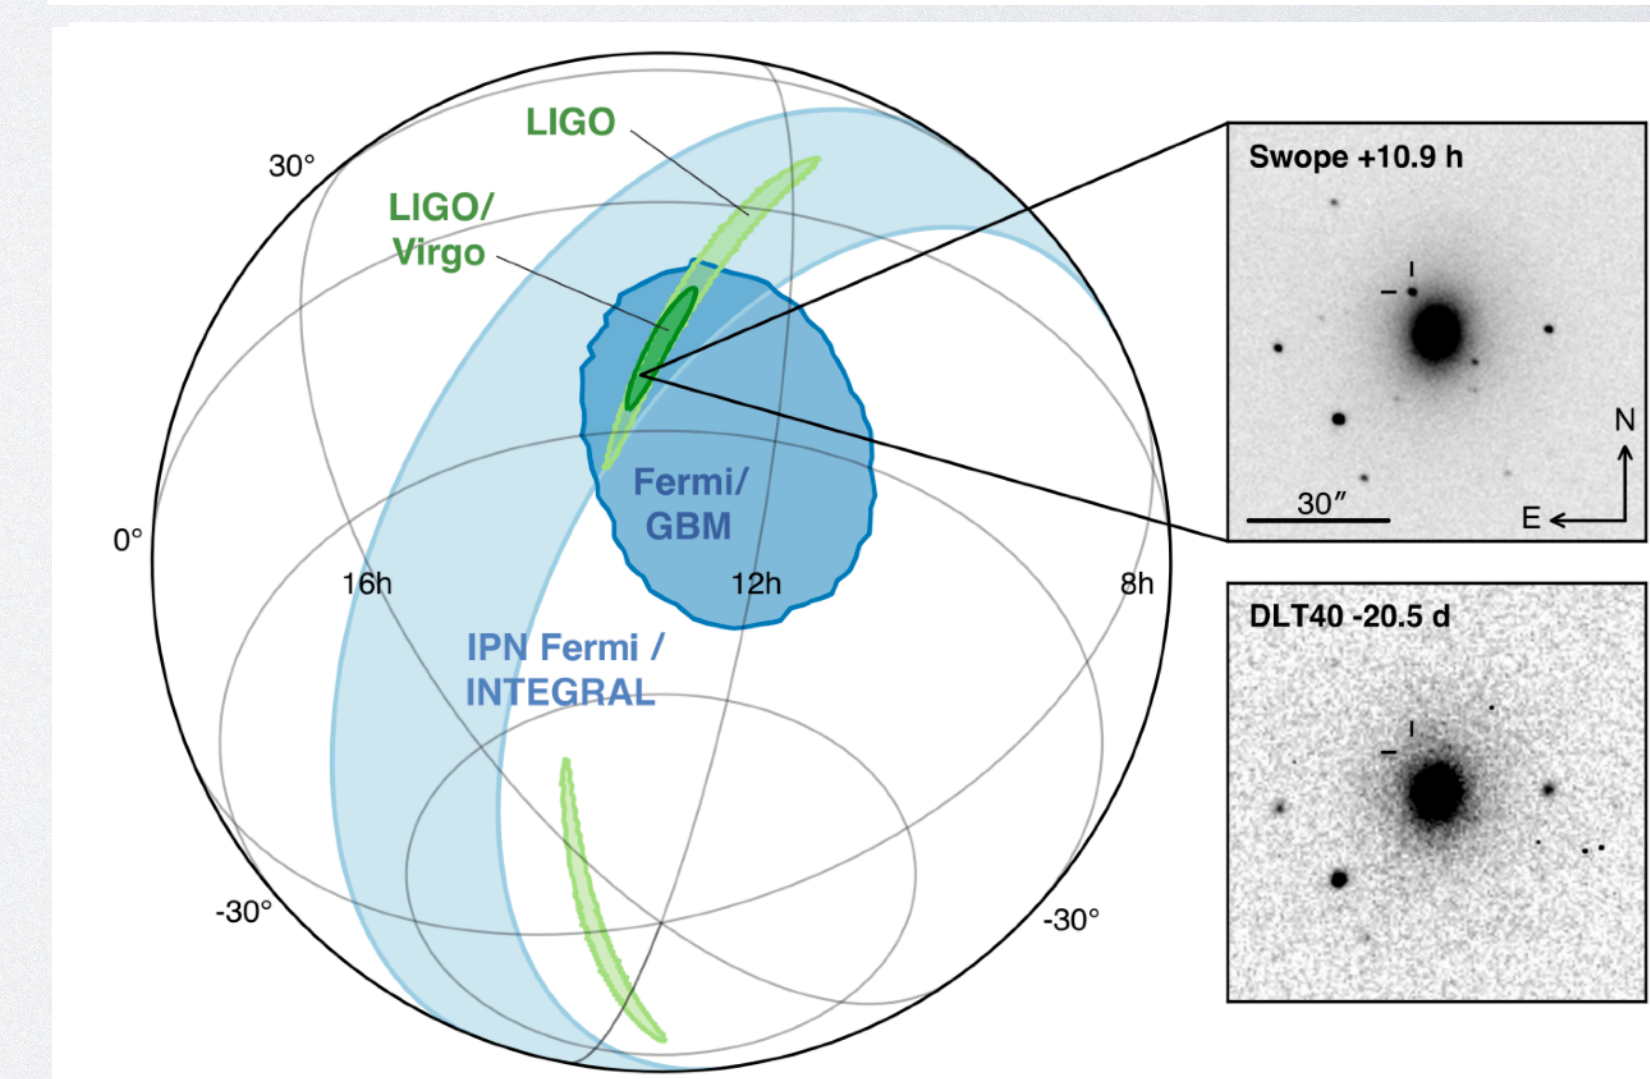 LIGO
30°
LIGO/
Virgo
Fermi/
GBM
0°
16h
12h
8h
IPN Fermi /
INTEGRAL
-30°
-30°
Swope +10.9 h
N
30″
E
DLT40 -20.5 d